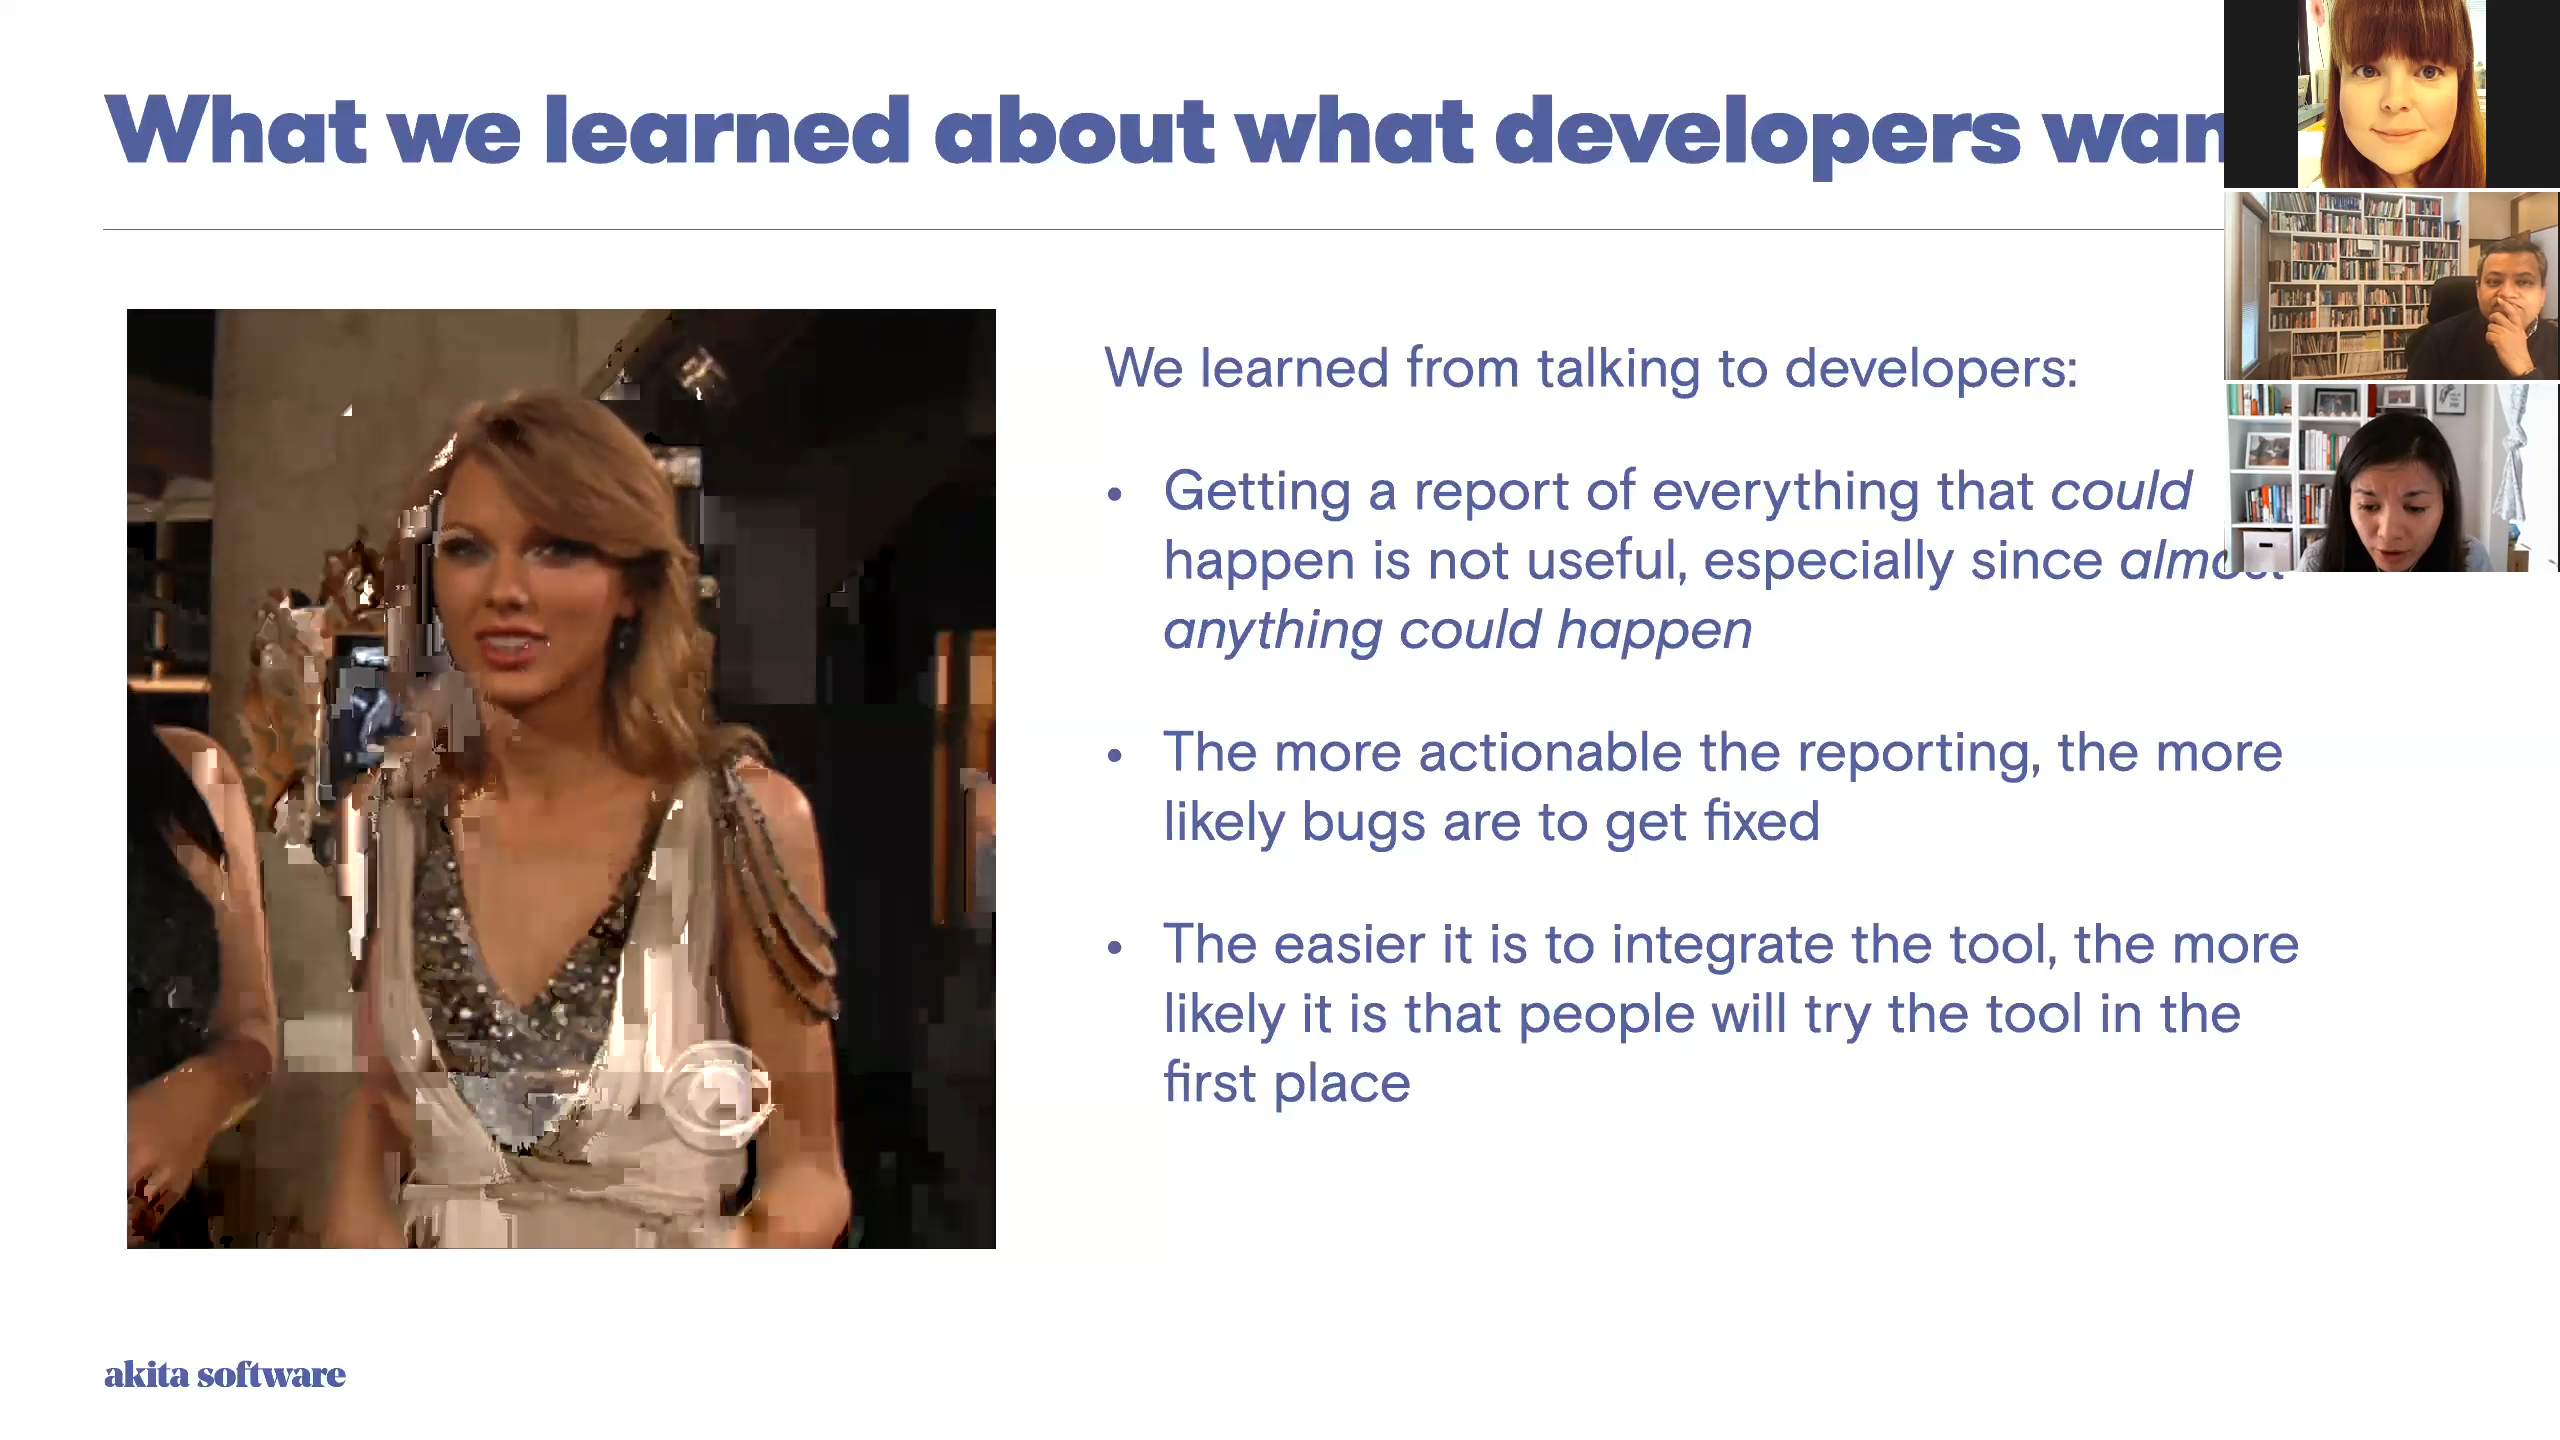 What we learned about what developers wan
We learned from talking to developers:
• Getting a report of everything that could
happen is not useful, especially since almost
anything could happen
• The more actionable the reporting, the more
likely bugs are to get fixed
• The easier it is to integrate the tool, the more
likely it is that people will try the tool in the
first place
akita software